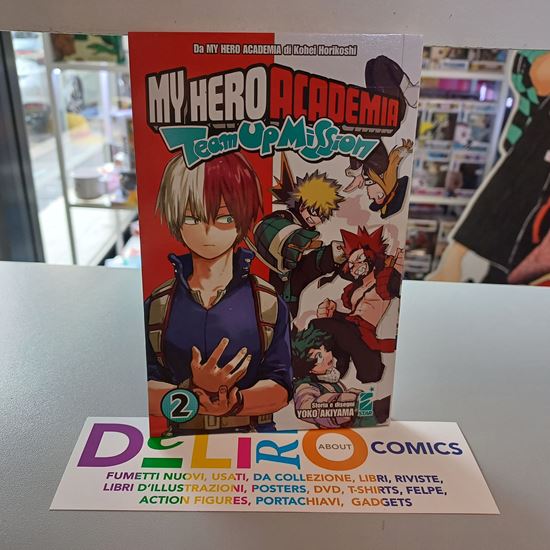 Da MY HERO ACADEMIA di Kohei Horikoshi
MY HERO ACADEMIA
Team Up Mission
2
Storia e disegni
YOKO AKIYAMA
STAR
DeLiRiO ABOUT COMICS
FUMETTI NUOVI, USATI, DA COLLEZIONE, LIBRI, RIVISTE,
LIBRI D'ILLUSTRAZIONI, POSTERS, DVD, T-SHIRTS, FELPE,
ACTION FIGURES, PORTACHIAVI, GADGETS